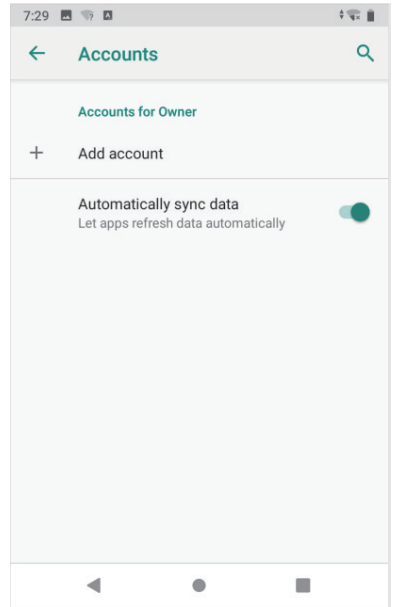 7:29
Accounts
Accounts for Owner
Add account
Automatically sync data
Let apps refresh data automatically